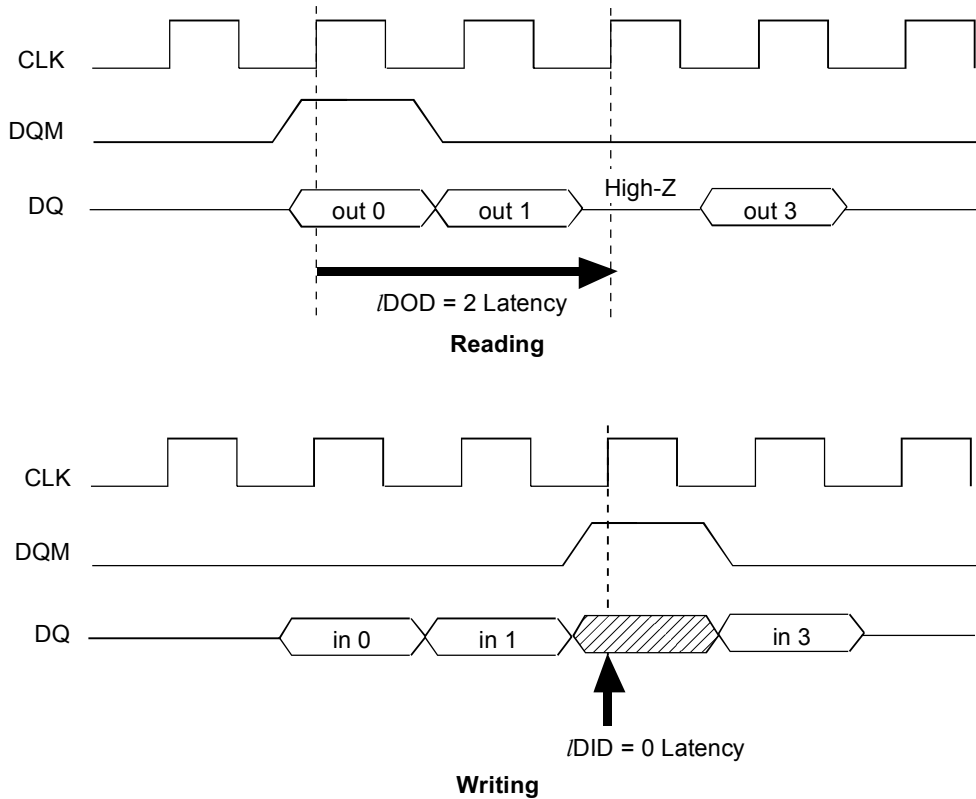 CLK
DQM
High-Z
DQ out 0 out 1 out 3
lDOD = 2 Latency
Reading
CLK
DQM
DQ in 0 in 1 in 3
lDID = 0 Latency
Writing